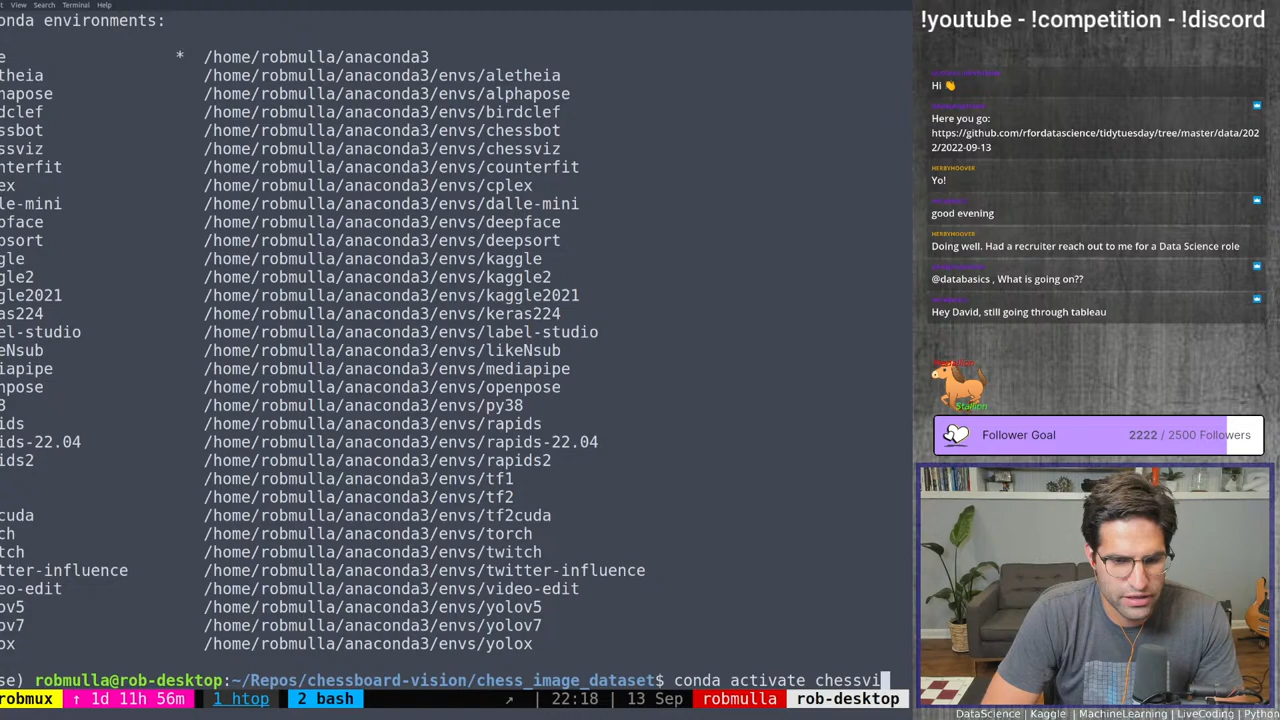 View Search Terminal Help
onda environments:
e * /home/robmulla/anaconda3
theia /home/robmulla/anaconda3/envs/aletheia
hapose /home/robmulla/anaconda3/envs/alphapose
dclef /home/robmulla/anaconda3/envs/birdclef
ssbot /home/robmulla/anaconda3/envs/chessbot
ssviz /home/robmulla/anaconda3/envs/chessviz
nterfit /home/robmulla/anaconda3/envs/counterfit
ex /home/robmulla/anaconda3/envs/cplex
le-mini /home/robmulla/anaconda3/envs/dalle-mini
pface /home/robmulla/anaconda3/envs/deepface
psort /home/robmulla/anaconda3/envs/deepsort
gle /home/robmulla/anaconda3/envs/kaggle
gle2 /home/robmulla/anaconda3/envs/kaggle2
gle2021 /home/robmulla/anaconda3/envs/kaggle2021
as224 /home/robmulla/anaconda3/envs/keras224
el-studio /home/robmulla/anaconda3/envs/label-studio
eNsub /home/robmulla/anaconda3/envs/likeNsub
iapipe /home/robmulla/anaconda3/envs/mediapipe
npose /home/robmulla/anaconda3/envs/openpose
8 /home/robmulla/anaconda3/envs/py38
ids /home/robmulla/anaconda3/envs/rapids
ids-22.04 /home/robmulla/anaconda3/envs/rapids-22.04
ids2 /home/robmulla/anaconda3/envs/rapids2
/home/robmulla/anaconda3/envs/tf1
/home/robmulla/anaconda3/envs/tf2
cuda /home/robmulla/anaconda3/envs/tf2cuda
ch /home/robmulla/anaconda3/envs/torch
tch /home/robmulla/anaconda3/envs/twitch
tter-influence /home/robmulla/anaconda3/envs/twitter-influence
eo-edit /home/robmulla/anaconda3/envs/video-edit
ov5 /home/robmulla/anaconda3/envs/yolov5
ov7 /home/robmulla/anaconda3/envs/yolov7
ox /home/robmulla/anaconda3/envs/yolox
se) robmulla@rob-desktop:~/Repos/chessboard-vision/chess_image_dataset$ conda activate chessvi
robmux ↑ 1d 11h 56m 1 htop 2 bash ↗ | 22:18 | 13 Sep robmulla rob-desktop
!youtube - !competition - !discord
Hi 👋
Here you go:
https://github.com/rfordatascience/tidytuesday/tree/master/data/202
2/2022-09-13
HERBYHOOVER
Yo!
good evening
HERBYHOOVER
Doing well. Had a recruiter reach out to me for a Data Science role
@databasics , What is going on??
Hey David, still going through tableau
Stallion
Follower Goal 2222 / 2500 Followers
DataScience | Kaggle | MachineLearning | LiveCoding | Python